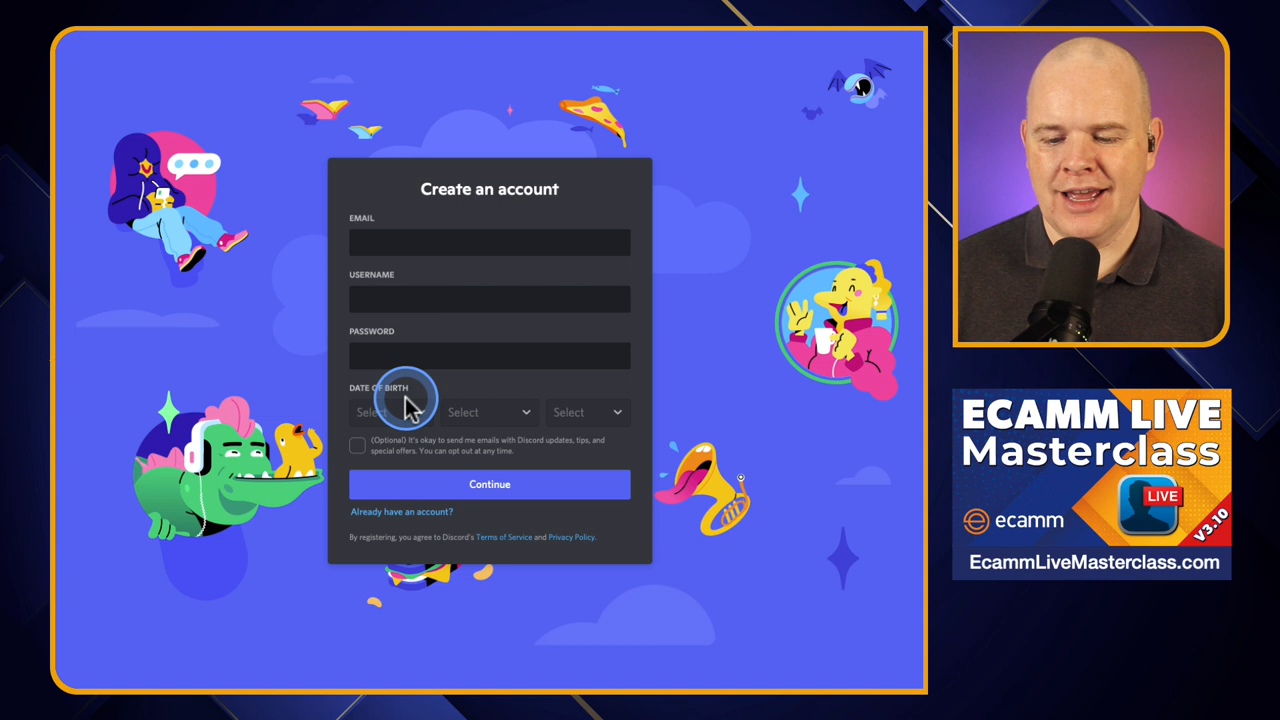 Create an account
EMAIL
USERNAME
PASSWORD
DATE OF BIRTH
Select
Select
Select
(Optional) It's okay to send me emails with Discord updates, tips, and
special offers. You can opt out at any time.
Continue
Already have an account?
By registering, you agree to Discord's Terms of Service and Privacy Policy.
ECAMM LIVE
Masterclass
LIVE
ecamm
V3.10
EcammLiveMasterclass.com